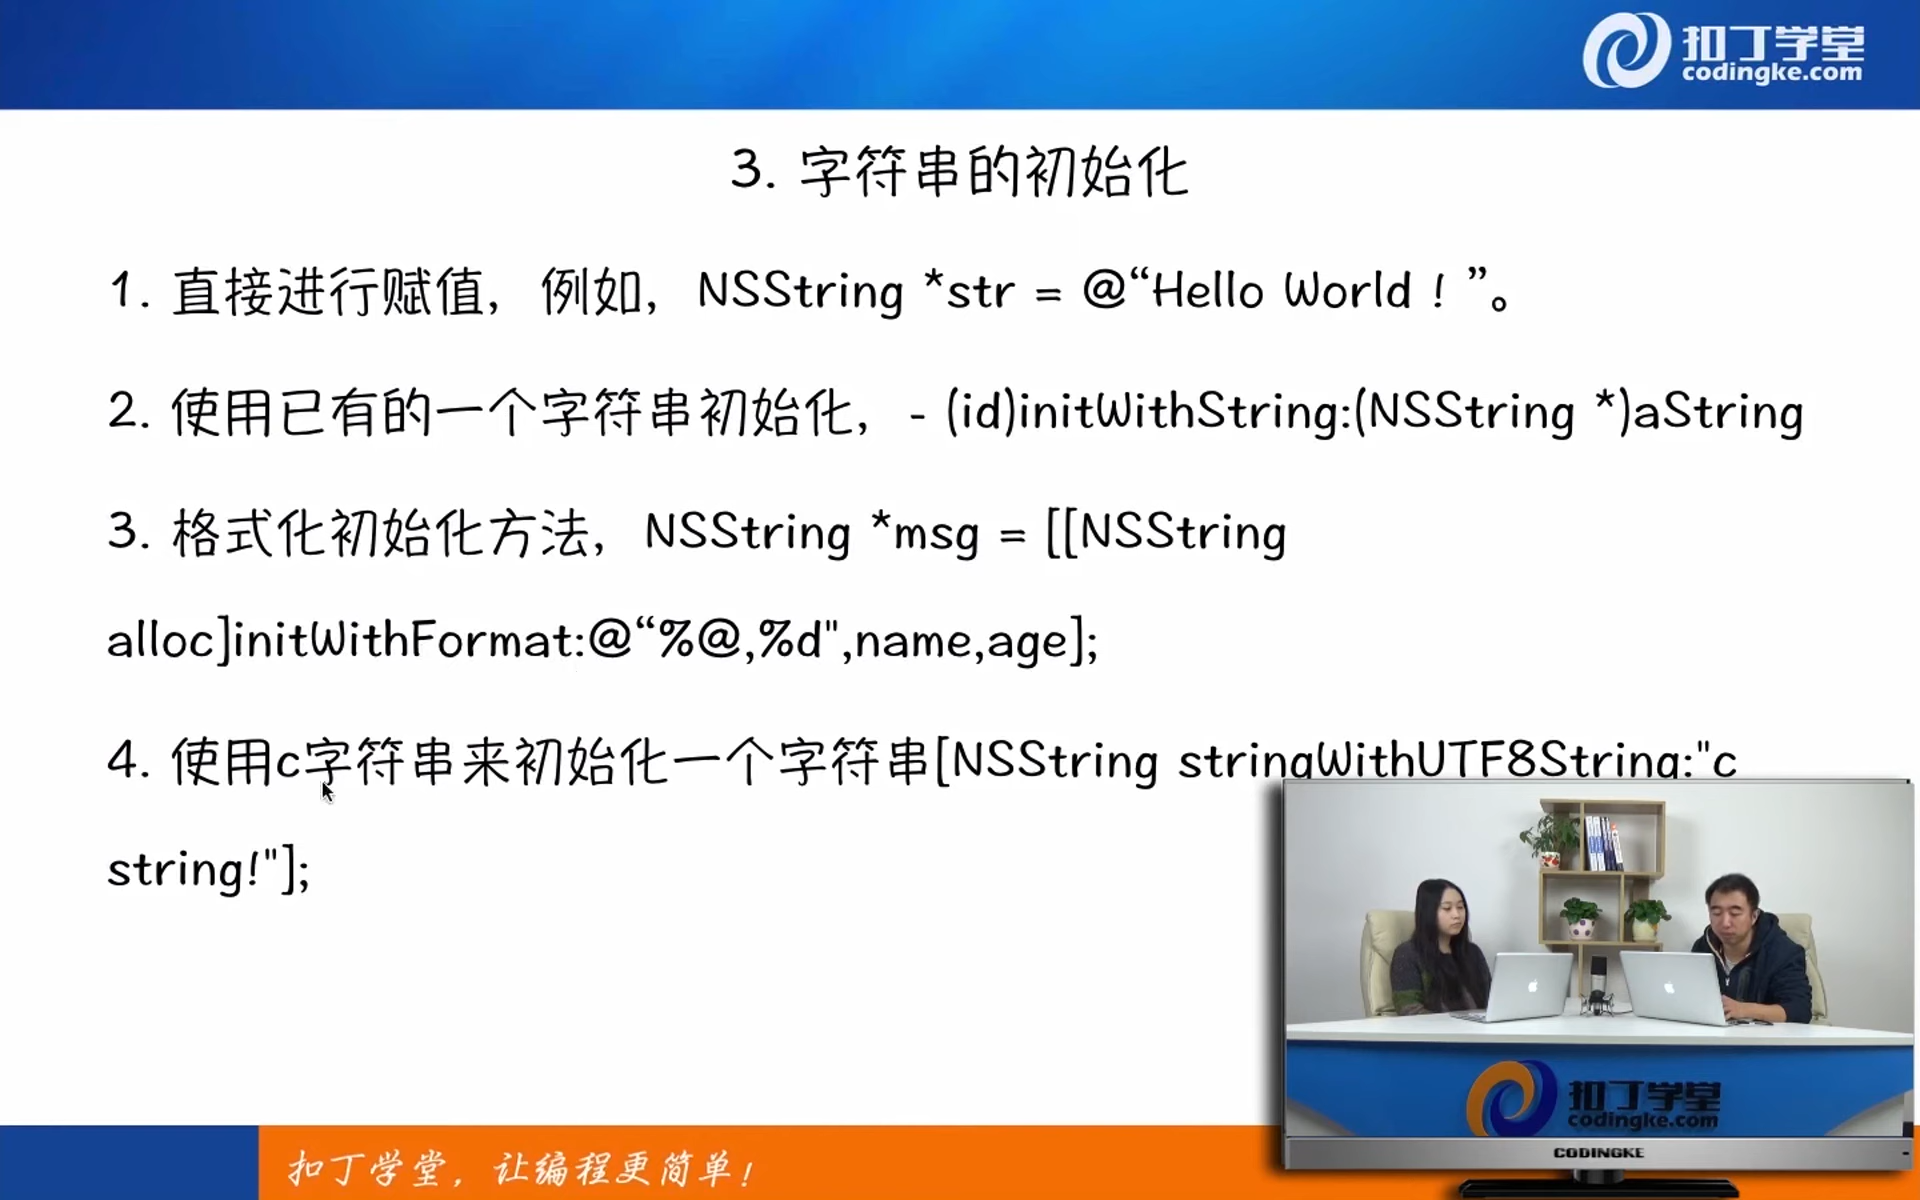 扣丁学堂
codingke.com
3. 字符串的初始化
1. 直接进行赋值，例如，NSString *str = @“Hello World！”。
2. 使用已有的一个字符串初始化，- (id)initWithString:(NSString *)aString
3. 格式化初始化方法，NSString *msg = [[NSString
alloc]initWithFormat:@“%@,%d",name,age];
4. 使用c字符串来初始化一个字符串[NSString stringWithUTF8String:"c
string!"];
扣丁学堂
codingke.com
CODINGKE
扣丁学堂，让编程更简单！